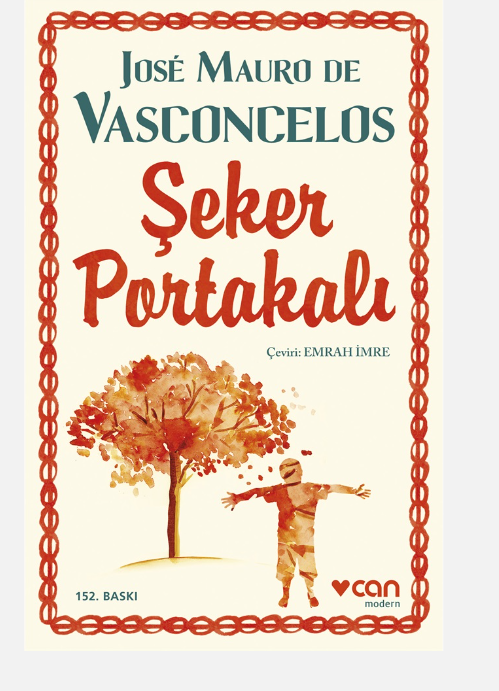 JOSÉ MAURO DE
VASCONCELOS
Şeker
Portakalı
Çeviri: EMRAH İMRE
152. BASKI
can
modern